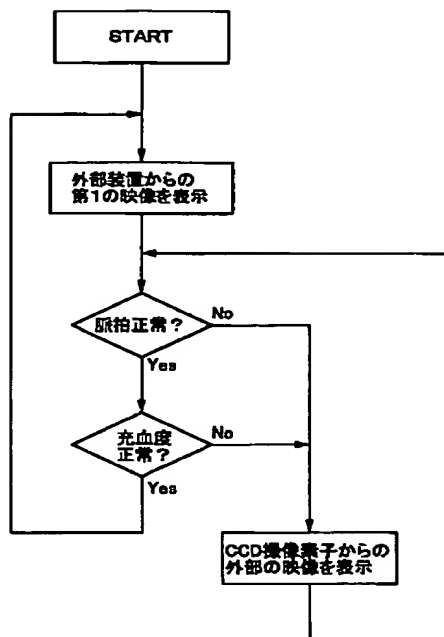 START
外部装置からの
第1の映像を表示
脈拍正常？
No
Yes
充血度
正常？
No
Yes
CCD撮像素子からの
外部の映像を表示